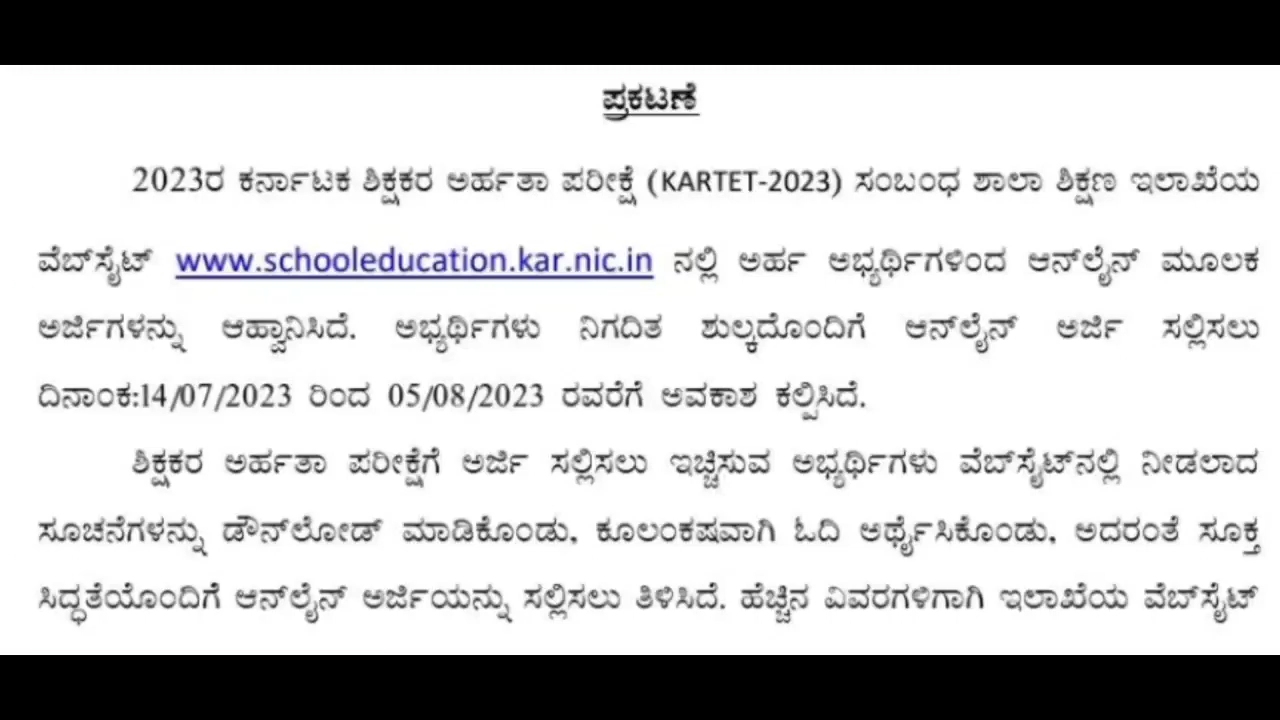 ಪ್ರಕಟಣೆ
2023ರ ಕರ್ನಾಟಕ ಶಿಕ್ಷಕರ ಅರ್ಹತಾ ಪರೀಕ್ಷೆ (KARTET-2023) ಸಂಬಂಧ ಶಾಲಾ ಶಿಕ್ಷಣ ಇಲಾಖೆಯ
ವೆಬ್‌ಸೈಟ್ www.schooleducation.kar.nic.in ನಲ್ಲಿ ಅರ್ಹ ಅಭ್ಯರ್ಥಿಗಳಿಂದ ಆನ್‌ಲೈನ್ ಮೂಲಕ
ಅರ್ಜಿಗಳನ್ನು ಆಹ್ವಾನಿಸಿದೆ. ಅಭ್ಯರ್ಥಿಗಳು ನಿಗದಿತ ಶುಲ್ಕದೊಂದಿಗೆ ಆನ್‌ಲೈನ್ ಅರ್ಜಿ ಸಲ್ಲಿಸಲು
ದಿನಾಂಕ:14/07/2023 ರಿಂದ 05/08/2023 ರವರೆಗೆ ಅವಕಾಶ ಕಲ್ಪಿಸಿದೆ.
ಶಿಕ್ಷಕರ ಅರ್ಹತಾ ಪರೀಕ್ಷೆಗೆ ಅರ್ಜಿ ಸಲ್ಲಿಸಲು ಇಚ್ಚಿಸುವ ಅಭ್ಯರ್ಥಿಗಳು ವೆಬ್‌ಸೈಟ್‌ನಲ್ಲಿ ನೀಡಲಾದ
ಸೂಚನೆಗಳನ್ನು ಡೌನ್‌ಲೋಡ್ ಮಾಡಿಕೊಂಡು, ಕೂಲಂಕಷವಾಗಿ ಓದಿ ಅರ್ಥೈಸಿಕೊಂಡು, ಅದರಂತೆ ಸೂಕ್ತ
ಸಿದ್ಧತೆಯೊಂದಿಗೆ ಆನ್‌ಲೈನ್ ಅರ್ಜಿಯನ್ನು ಸಲ್ಲಿಸಲು ತಿಳಿಸಿದೆ. ಹೆಚ್ಚಿನ ವಿವರಗಳಿಗಾಗಿ ಇಲಾಖೆಯ ವೆಬ್‌ಸೈಟ್